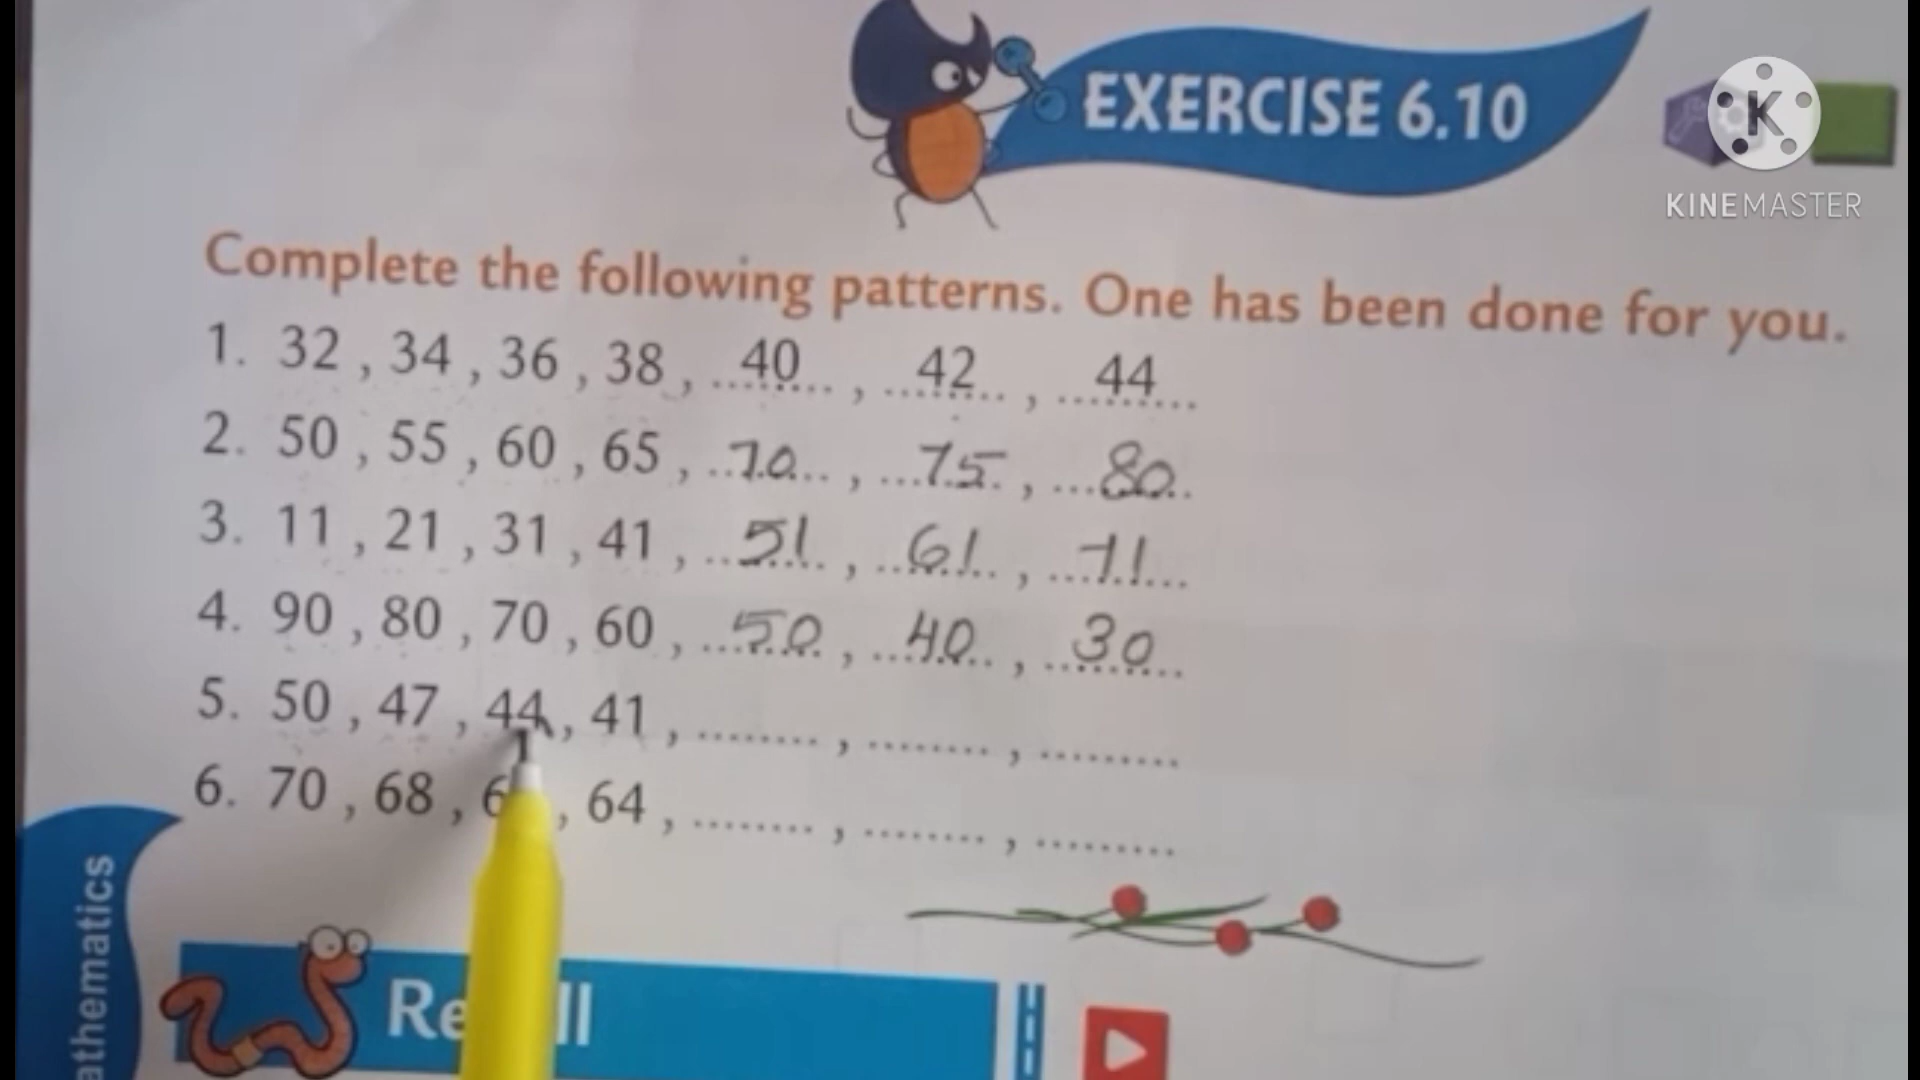 EXERCISE 6.10
K
KINEMASTER
Complete the following patterns. One has been done for you.
1. 32 , 34 , 36 , 38 , 40 , 42 , 44
2. 50 , 55 , 60 , 65 , 70 , 75 , 80
3. 11 , 21 , 31 , 41 , 51 , 61 , 71
4. 90 , 80 , 70 , 60 , 50 , 40 , 30
5. 50 , 47 , 44 , 41 , ........ , ........ , .........
6. 70 , 68 , , 64 , ........ , ........ , .........
athematics